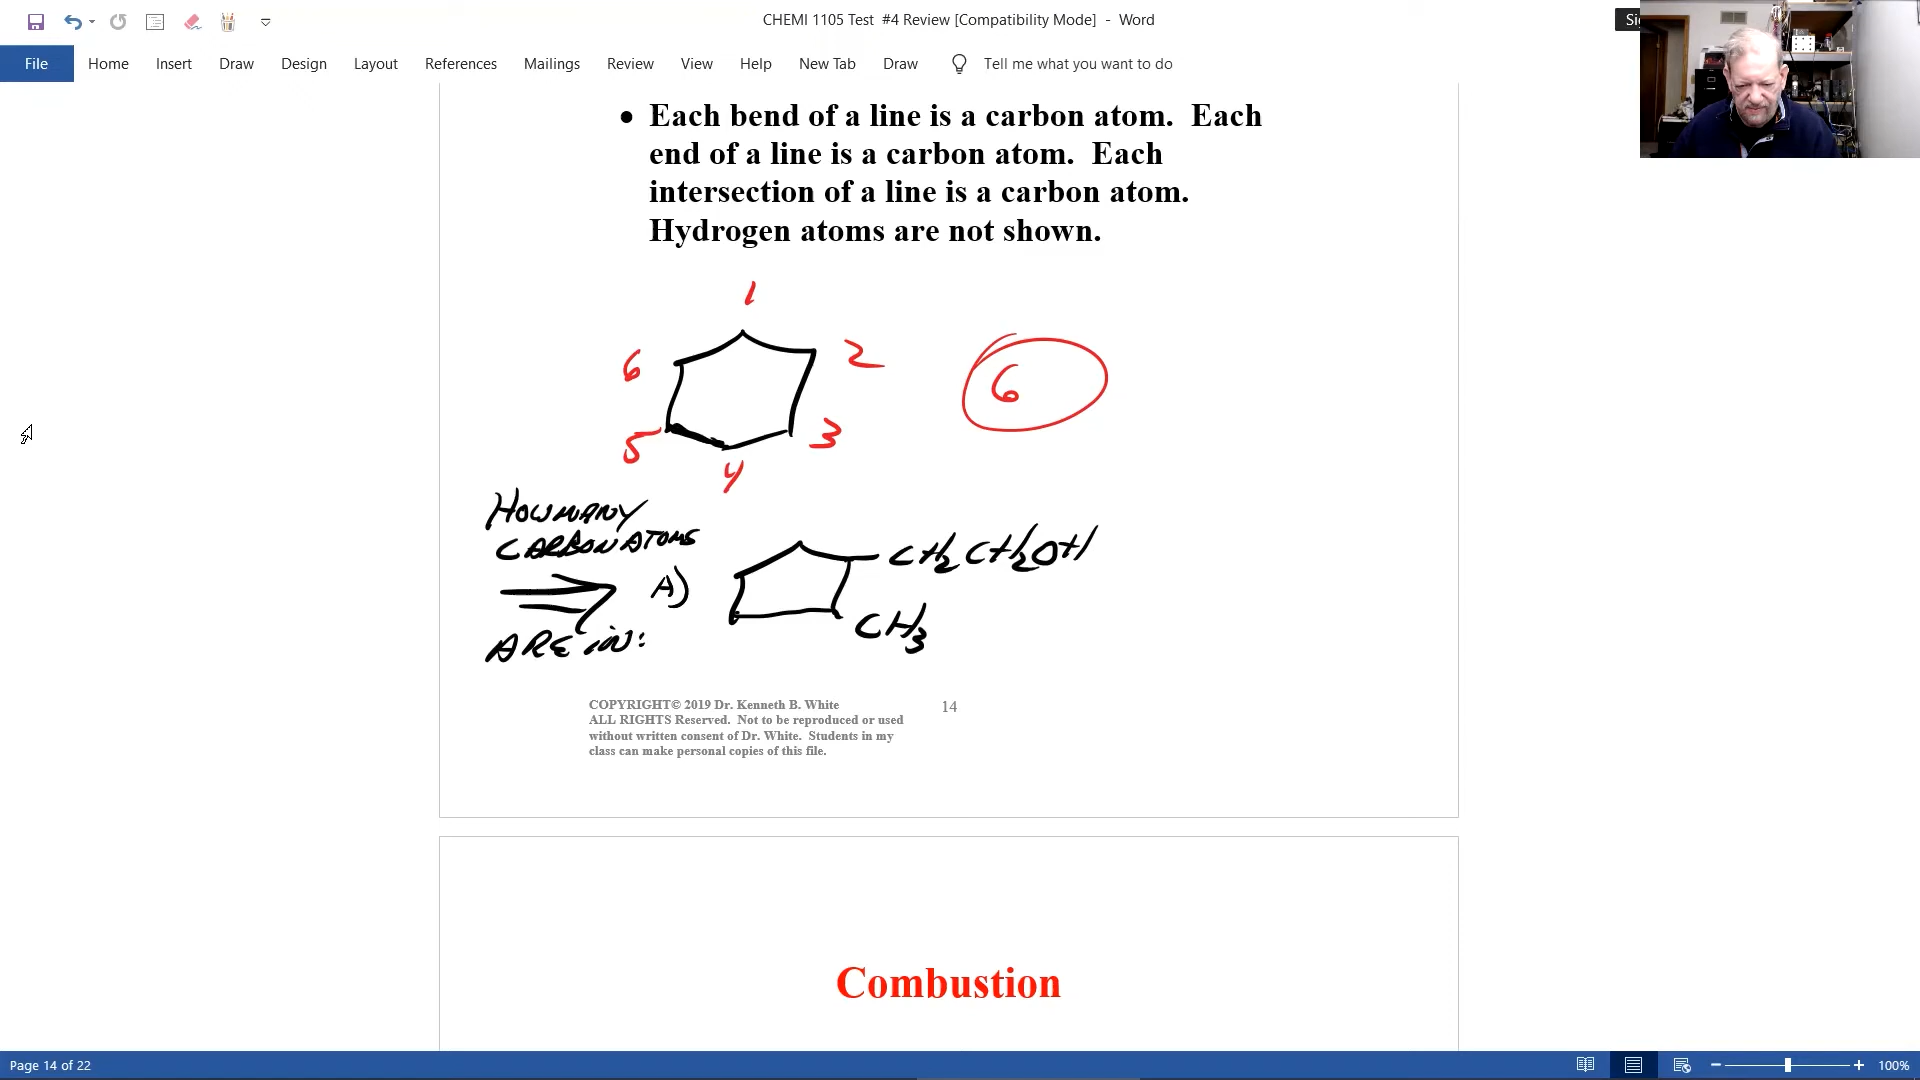 CHEMI 1105 Test #4 Review [Compatibility Mode] - Word
File Home Insert Draw Design Layout References Mailings Review View Help New Tab Draw Tell me what you want to do
• Each bend of a line is a carbon atom. Each
end of a line is a carbon atom. Each
intersection of a line is a carbon atom.
Hydrogen atoms are not shown.
1
6 2
6
5 3
4
HOW MANY
CARBON ATOMS
A)
ARE IN:
CH2CH2OH
CH3
COPYRIGHT© 2019 Dr. Kenneth B. White
ALL RIGHTS Reserved. Not to be reproduced or used
without written consent of Dr. White. Students in my
class can make personal copies of this file.
14
Combustion
Page 14 of 22
100%